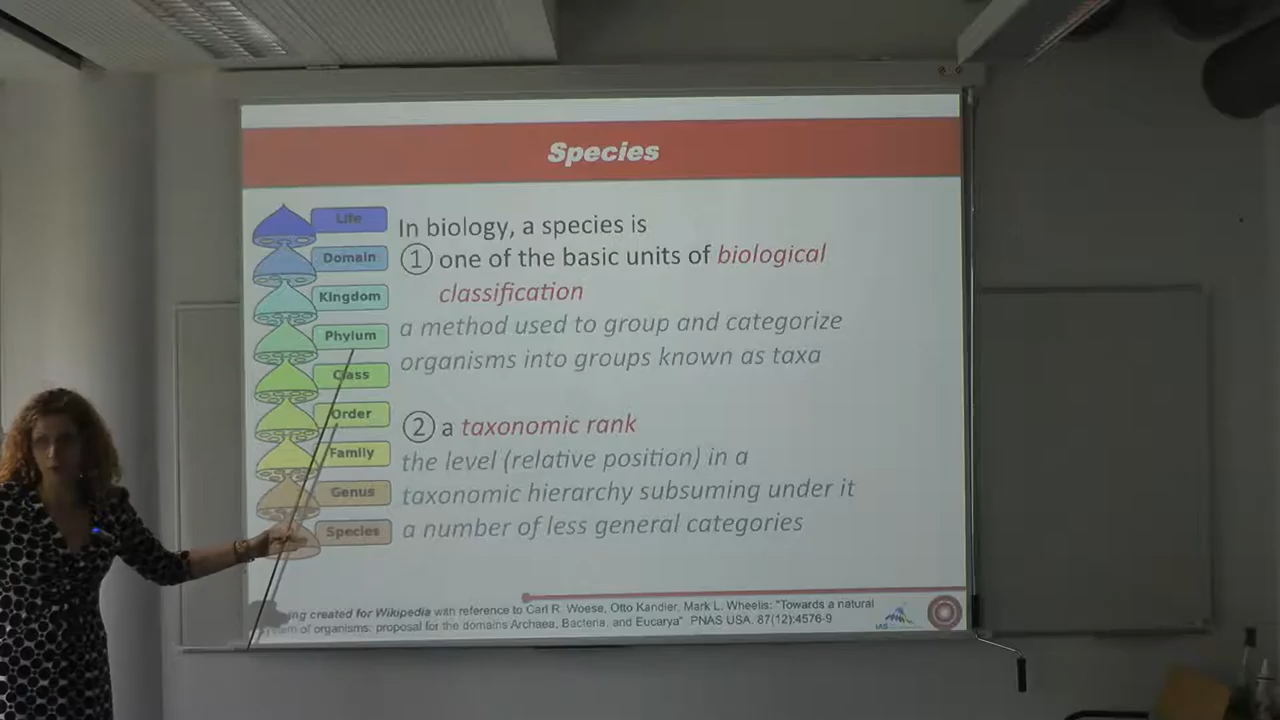 Species
Life
Domain
Kingdom
Phylum
Class
Order
Family
Genus
Species
In biology, a species is
① one of the basic units of biological
classification
a method used to group and categorize
organisms into groups known as taxa
② a taxonomic rank
the level (relative position) in a
taxonomic hierarchy subsuming under it
a number of less general categories
created for Wikipedia with reference to Carl R. Woese, Otto Kandler, Mark L. Wheelis: "Towards a natural
of organisms: proposal for the domains Archaea, Bacteria, and Eucarya" PNAS USA. 87(12):4576-9
IAS